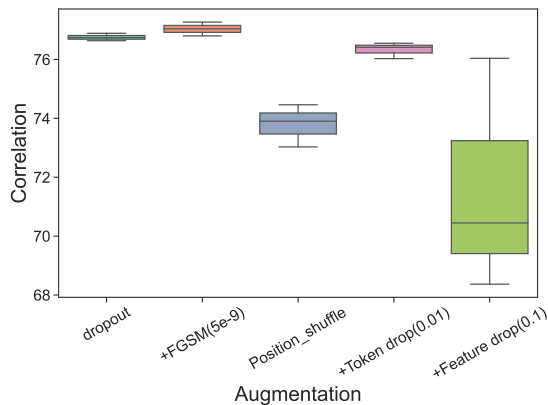 Correlation
76
74
72
70
68
dropout
+FGSM(5e-9)
Position_shuffle
+Token drop(0.01)
+Feature drop(0.1)
Augmentation